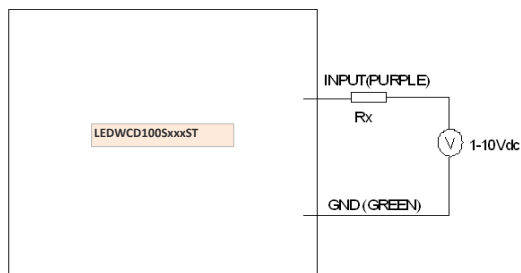 INPUT(PURPLE)
Rx
LEDWCD100SxxxST
V
1-10Vdc
GND(GREEN)